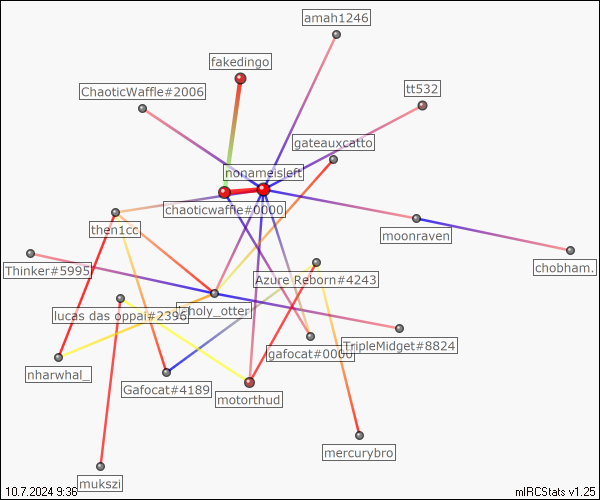 amah1246
fakedingo
ChaoticWaffle#2006
tt532
gateauxcatto
nonameisleft
chaoticwaffle#0000
then1cc
moonraven
Thinker#5995
Azure Reborn#4243
chobham.
holy_otter
lucas das oppai#2396
TripleMidget#8824
gafocat#0000
nharwhal_
Gafocat#4189
motorthud
mercurybro
mukszi
10.7.2024 9:36
mIRCStats v1.25